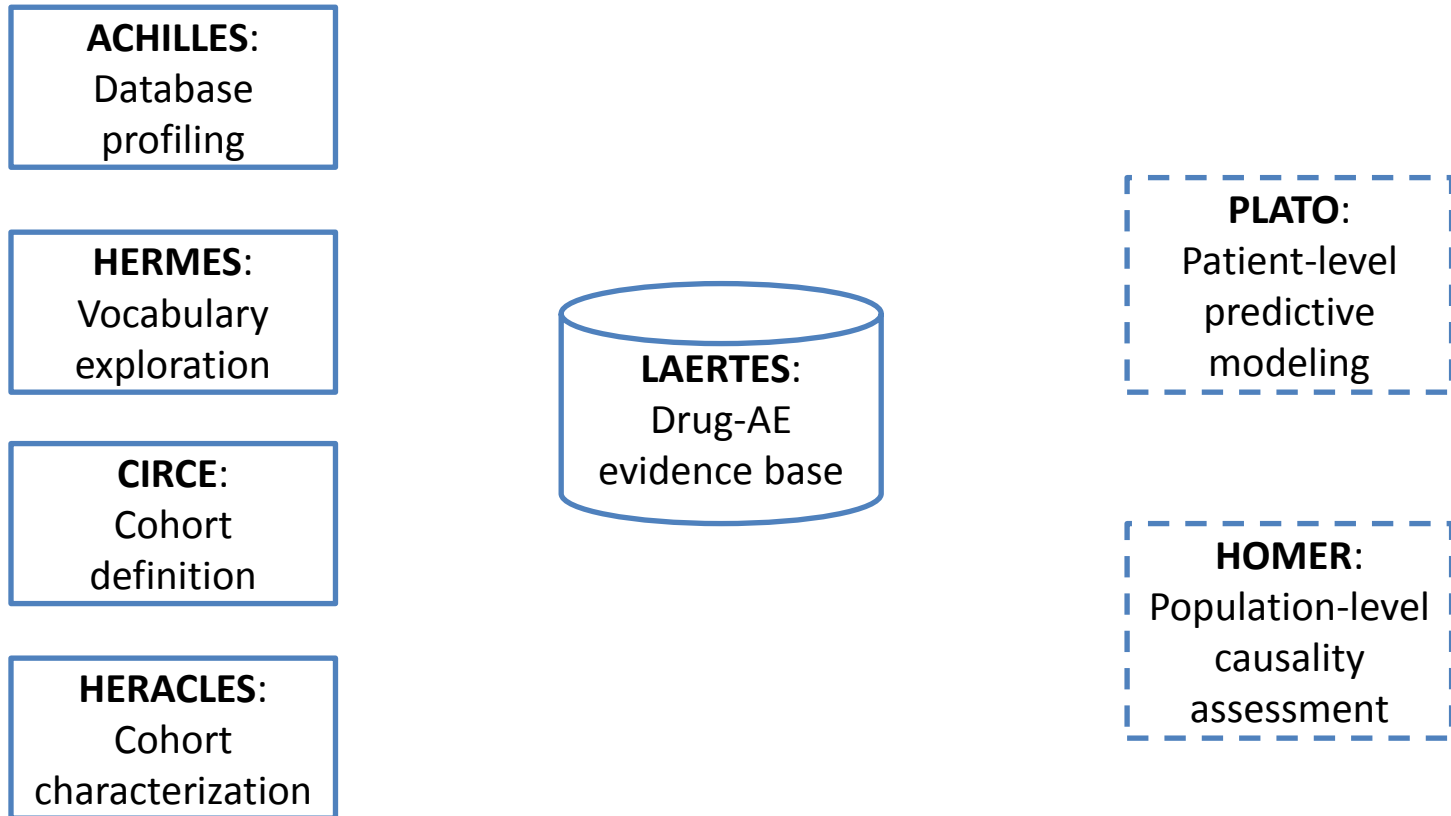 ACHILLES:
Database
profiling
HERMES:
Vocabulary
exploration
CIRCE:
Cohort
definition
HERACLES:
Cohort
characterization
LAERTES:
Drug-AE
evidence base
PLATO:
Patient-level
predictive
modeling
HOMER:
Population-level
causality
assessment